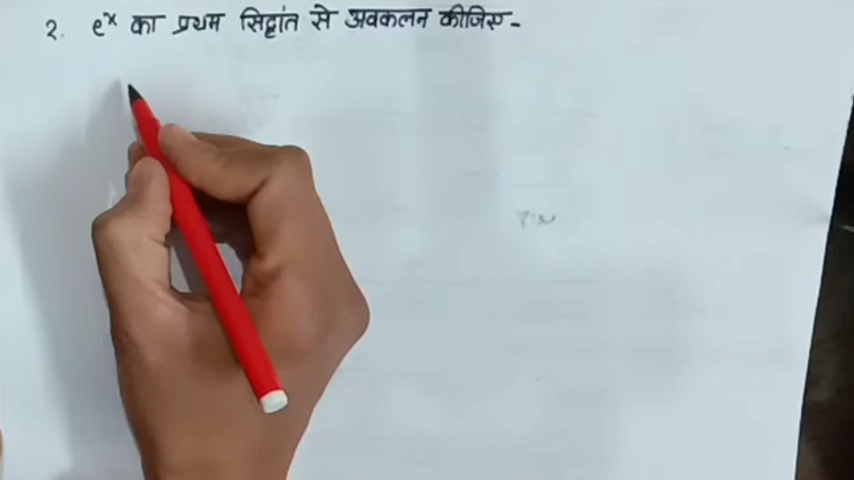 2. eˣ का प्रथम सिद्धांत से अवकलन कीजिए-